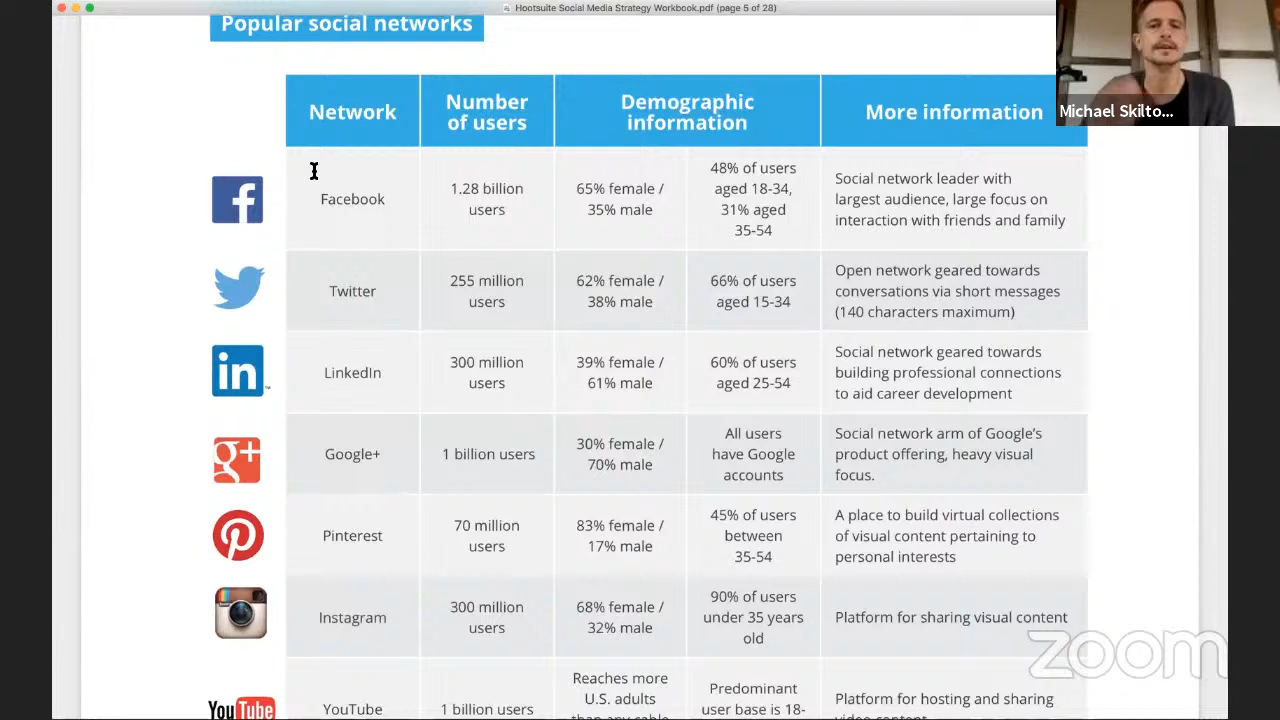 Hootsuite Social Media Strategy Workbook.pdf (page 5 of 28)
Popular social networks
Michael Skilto...
Network
Number
of users
Demographic
information
More information
Facebook
1.28 billion
users
65% female /
35% male
48% of users
aged 18-34,
31% aged
35-54
Social network leader with
largest audience, large focus on
interaction with friends and family
Twitter
255 million
users
62% female /
38% male
66% of users
aged 15-34
Open network geared towards
conversations via short messages
(140 characters maximum)
in
LinkedIn
300 million
users
39% female /
61% male
60% of users
aged 25-54
Social network geared towards
building professional connections
to aid career development
g+
Google+
1 billion users
30% female /
70% male
All users
have Google
accounts
Social network arm of Google's
product offering, heavy visual
focus.
Pinterest
70 million
users
83% female /
17% male
45% of users
between
35-54
A place to build virtual collections
of visual content pertaining to
personal interests
Instagram
300 million
users
68% female /
32% male
90% of users
under 35 years
old
Platform for sharing visual content
zoom
YouTube
YouTube
1 billion users
Reaches more
U.S. adults
than any cable
Predominant
user base is 18-
Platform for hosting and sharing
video content